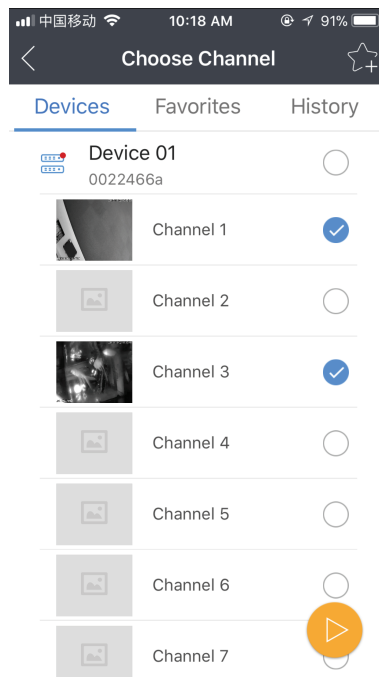 中国移动 10:18 AM 91%
Choose Channel
Devices Favorites History
Device 01
0022466a
Channel 1
Channel 2
Channel 3
Channel 4
Channel 5
Channel 6
Channel 7